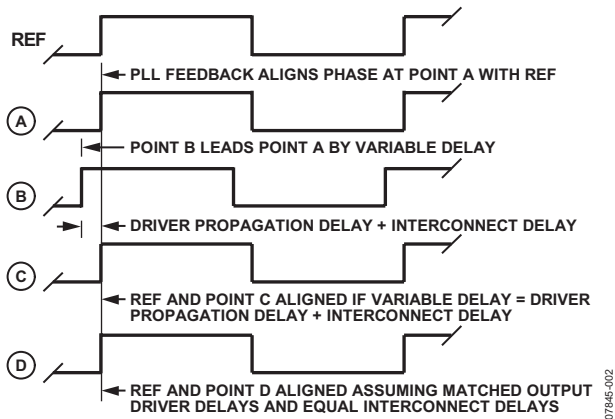 REF
PLL FEEDBACK ALIGNS PHASE AT POINT A WITH REF
A
POINT B LEADS POINT A BY VARIABLE DELAY
B
DRIVER PROPAGATION DELAY + INTERCONNECT DELAY
C
REF AND POINT C ALIGNED IF VARIABLE DELAY = DRIVER
PROPAGATION DELAY + INTERCONNECT DELAY
D
REF AND POINT D ALIGNED ASSUMING MATCHED OUTPUT
DRIVER DELAYS AND EQUAL INTERCONNECT DELAYS
07845-002